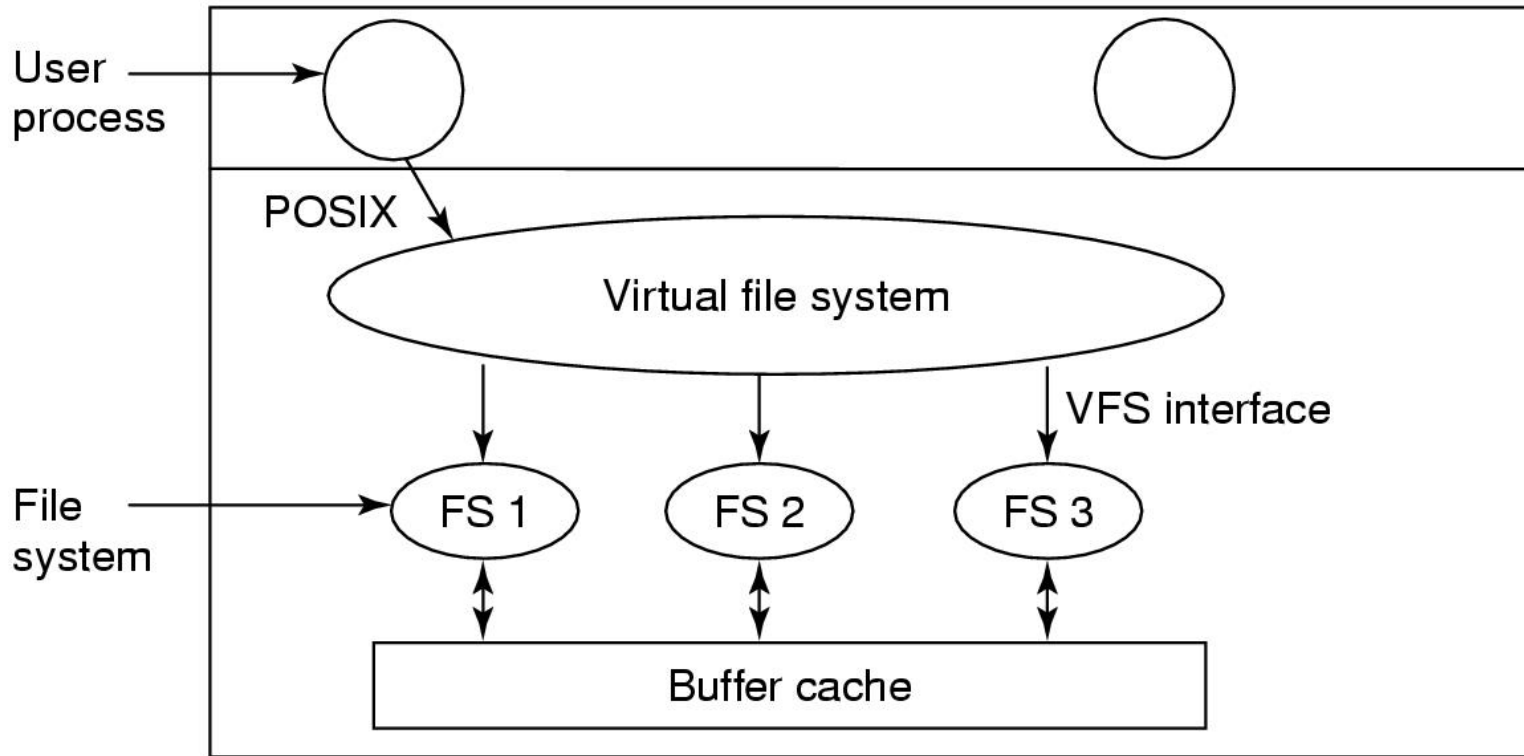 User
process
POSIX
Virtual file system
VFS interface
File
system
FS 1
FS 2
FS 3
Buffer cache